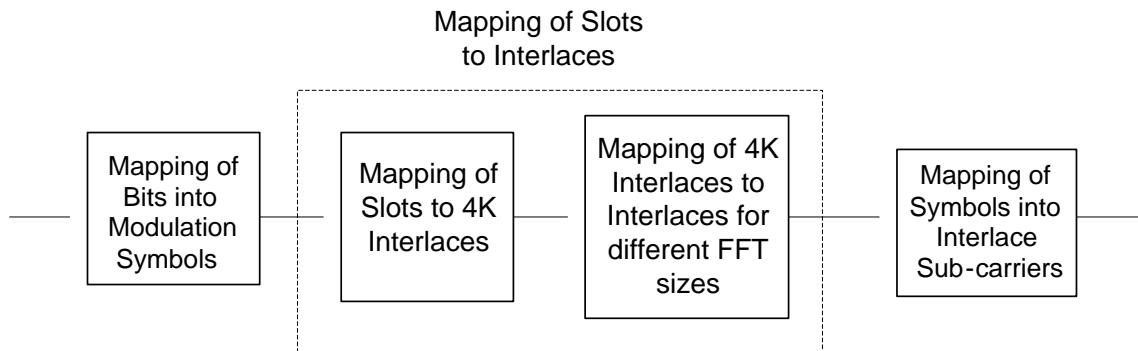 Mapping of Slots
to Interlaces
Mapping of
Bits into
Modulation
Symbols
Mapping of
Slots to 4K
Interlaces
Mapping of 4K
Interlaces to
Interlaces for
different FFT
sizes
Mapping of
Symbols into
Interlace
Sub-carriers